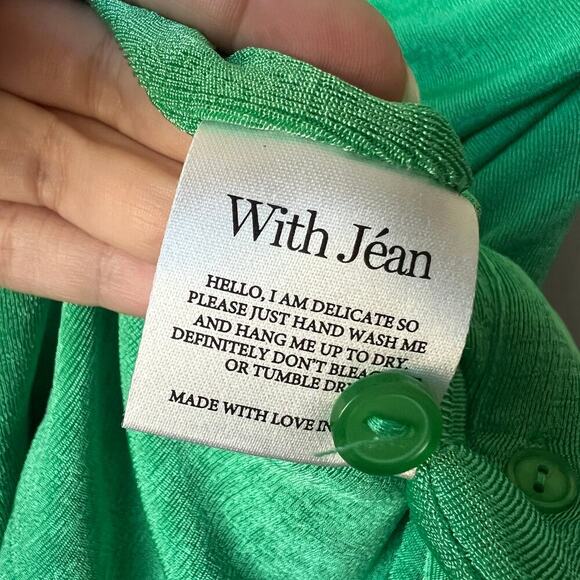 With Jéan
HELLO, I AM DELICATE SO
PLEASE JUST HAND WASH ME
AND HANG ME UP TO DRY.
DEFINITELY DON'T
OR TUMBLE
MADE WITH LOVE IN